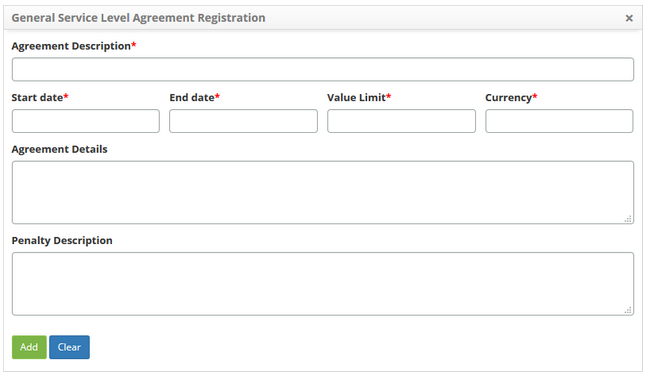 General Service Level Agreement Registration ×
Agreement Description*
Start date* End date* Value Limit* Currency*
Agreement Details
Penalty Description
Add Clear